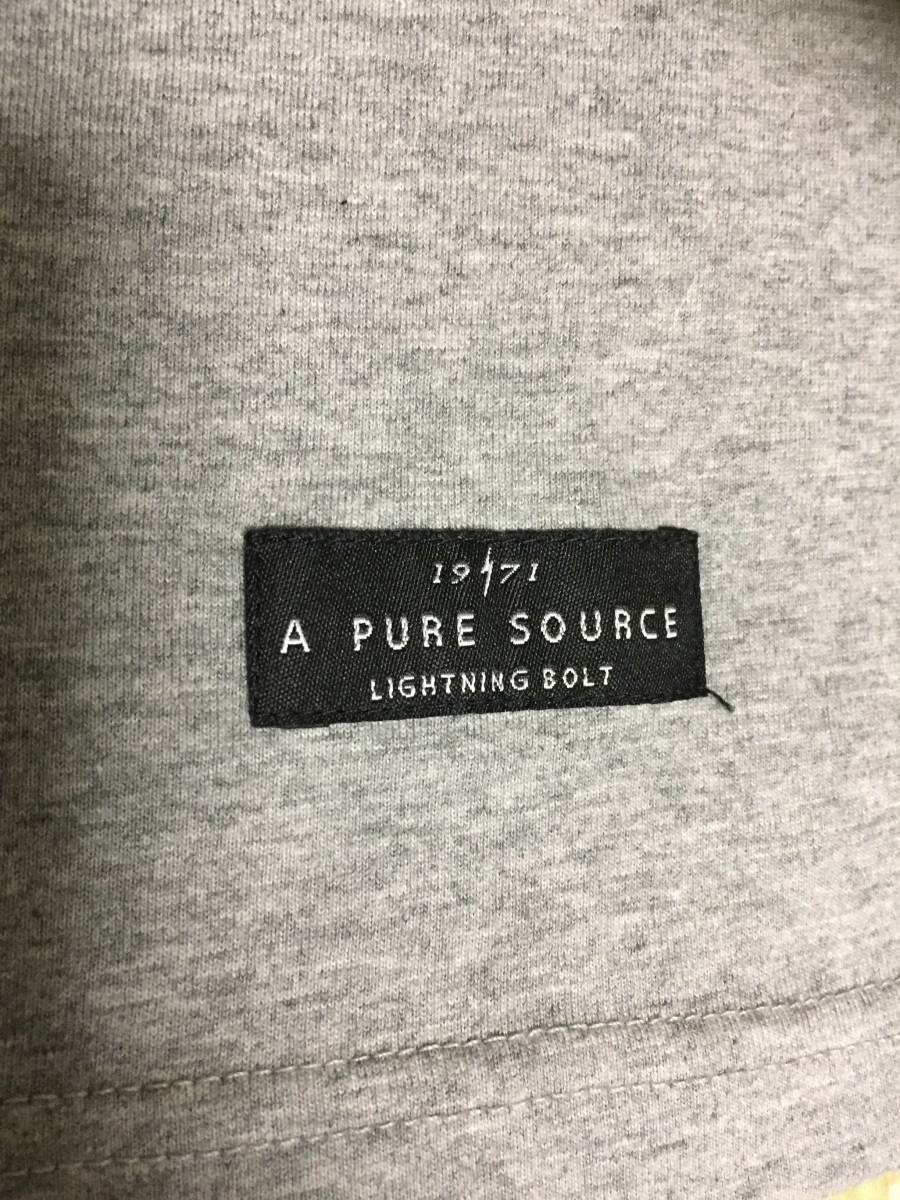 19 71
A PURE SOURCE
LIGHTNING BOLT